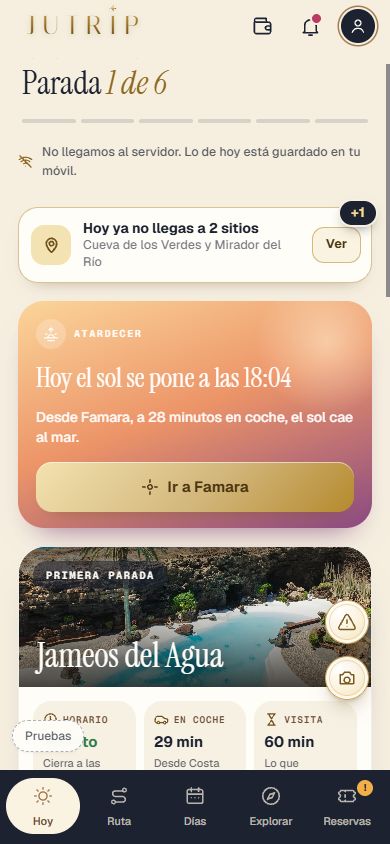 JUTRIP
Parada 1 de 6
No llegamos al servidor. Lo de hoy está guardado en tu
móvil.
+1
Hoy ya no llegas a 2 sitios
Cueva de los Verdes y Mirador del
Río
Ver
ATARDECER
Hoy el sol se pone a las 18:04
Desde Famara, a 28 minutos en coche, el sol cae
al mar.
Ir a Famara
PRIMERA PARADA
Jameos del Agua
HORARIO
EN COCHE
VISITA
Pruebas
29 min
60 min
Cierra a las
Desde Costa
Lo que
!
Hoy
Ruta
Días
Explorar
Reservas